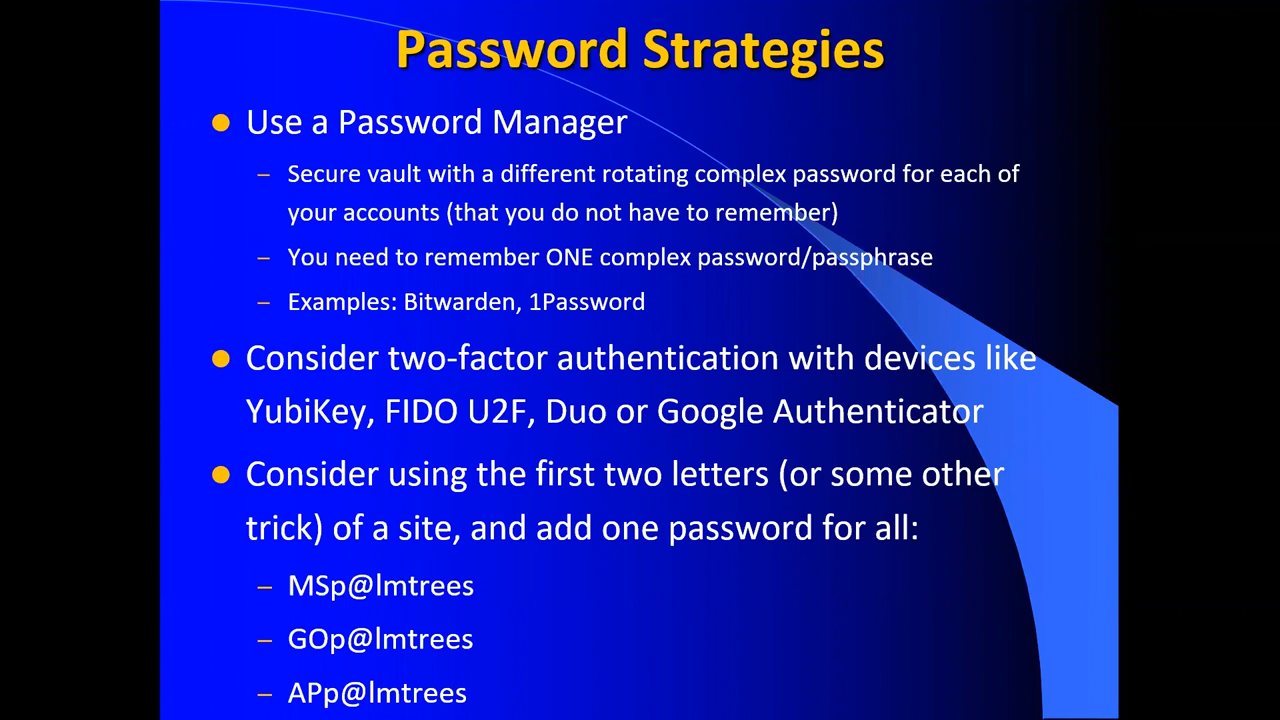 Password Strategies
Use a Password Manager
– Secure vault with a different rotating complex password for each of
your accounts (that you do not have to remember)
– You need to remember ONE complex password/passphrase
– Examples: Bitwarden, 1Password
Consider two-factor authentication with devices like
YubiKey, FIDO U2F, Duo or Google Authenticator
Consider using the first two letters (or some other
trick) of a site, and add one password for all:
– MSp@lmtrees
– GOp@lmtrees
– APp@lmtrees